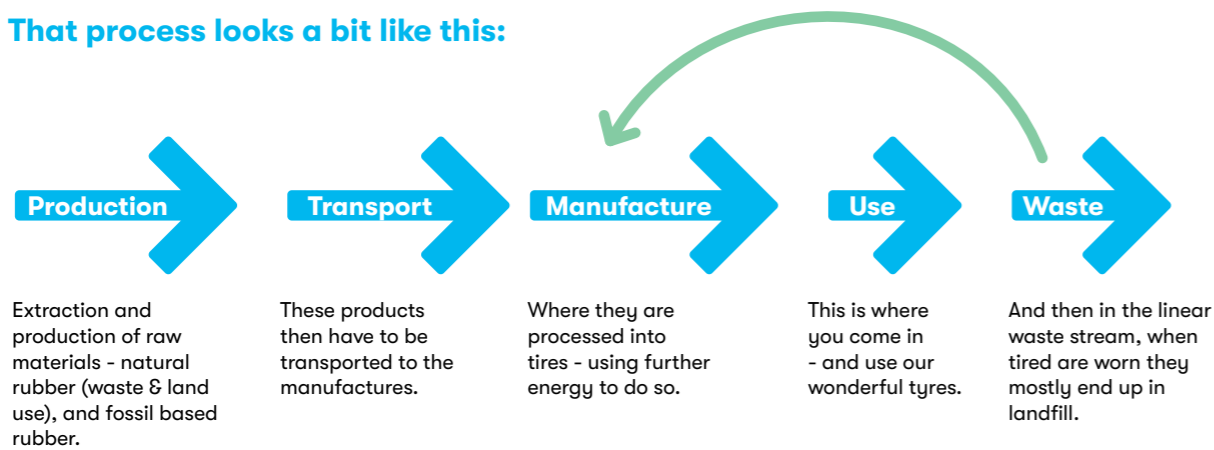 That process looks a bit like this:
Production
Transport
Manufacture
Use
Waste
Extraction and
production of raw
materials - natural
rubber (waste & land
use), and fossil based
rubber.
These products
then have to be
transported to the
manufactures.
Where they are
processed into
tires - using further
energy to do so.
This is where
you come in
- and use our
wonderful tyres.
And then in the linear
waste stream, when
tired are worn they
mostly end up in
landfill.